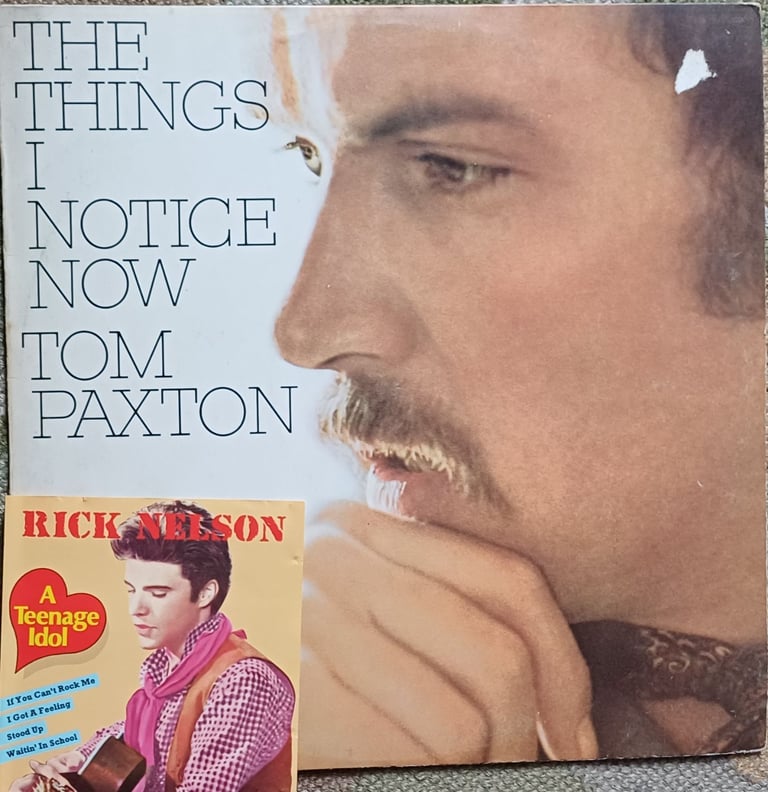 THE
THINGS
I
NOTICE
NOW
TOM
PAXTON
RICK NELSON
A
Teenage
Idol
If You Can't Rock Me
I Got A Feeling
Stood Up
Waitin' In School